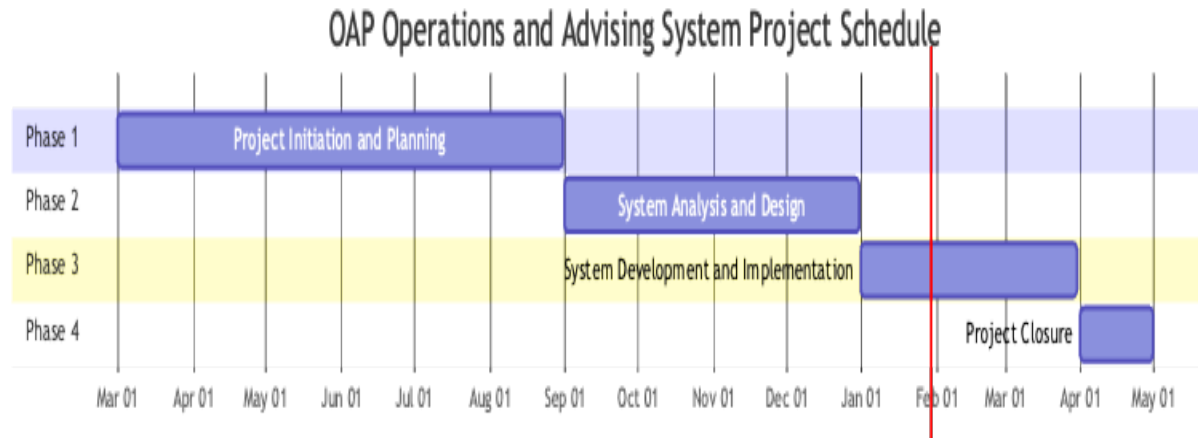 OAP Operations and Advising System Project Schedule
Phase 1
Project Initiation and Planning
Phase 2
System Analysis and Design
Phase 3
System Development and Implementation
Phase 4
Project Closure
Mar 01 Apr 01 May 01 Jun 01 Jul 01 Aug 01 Sep 01 Oct 01 Nov 01 Dec 01 Jan 01 Feb 01 Mar 01 Apr 01 May 01